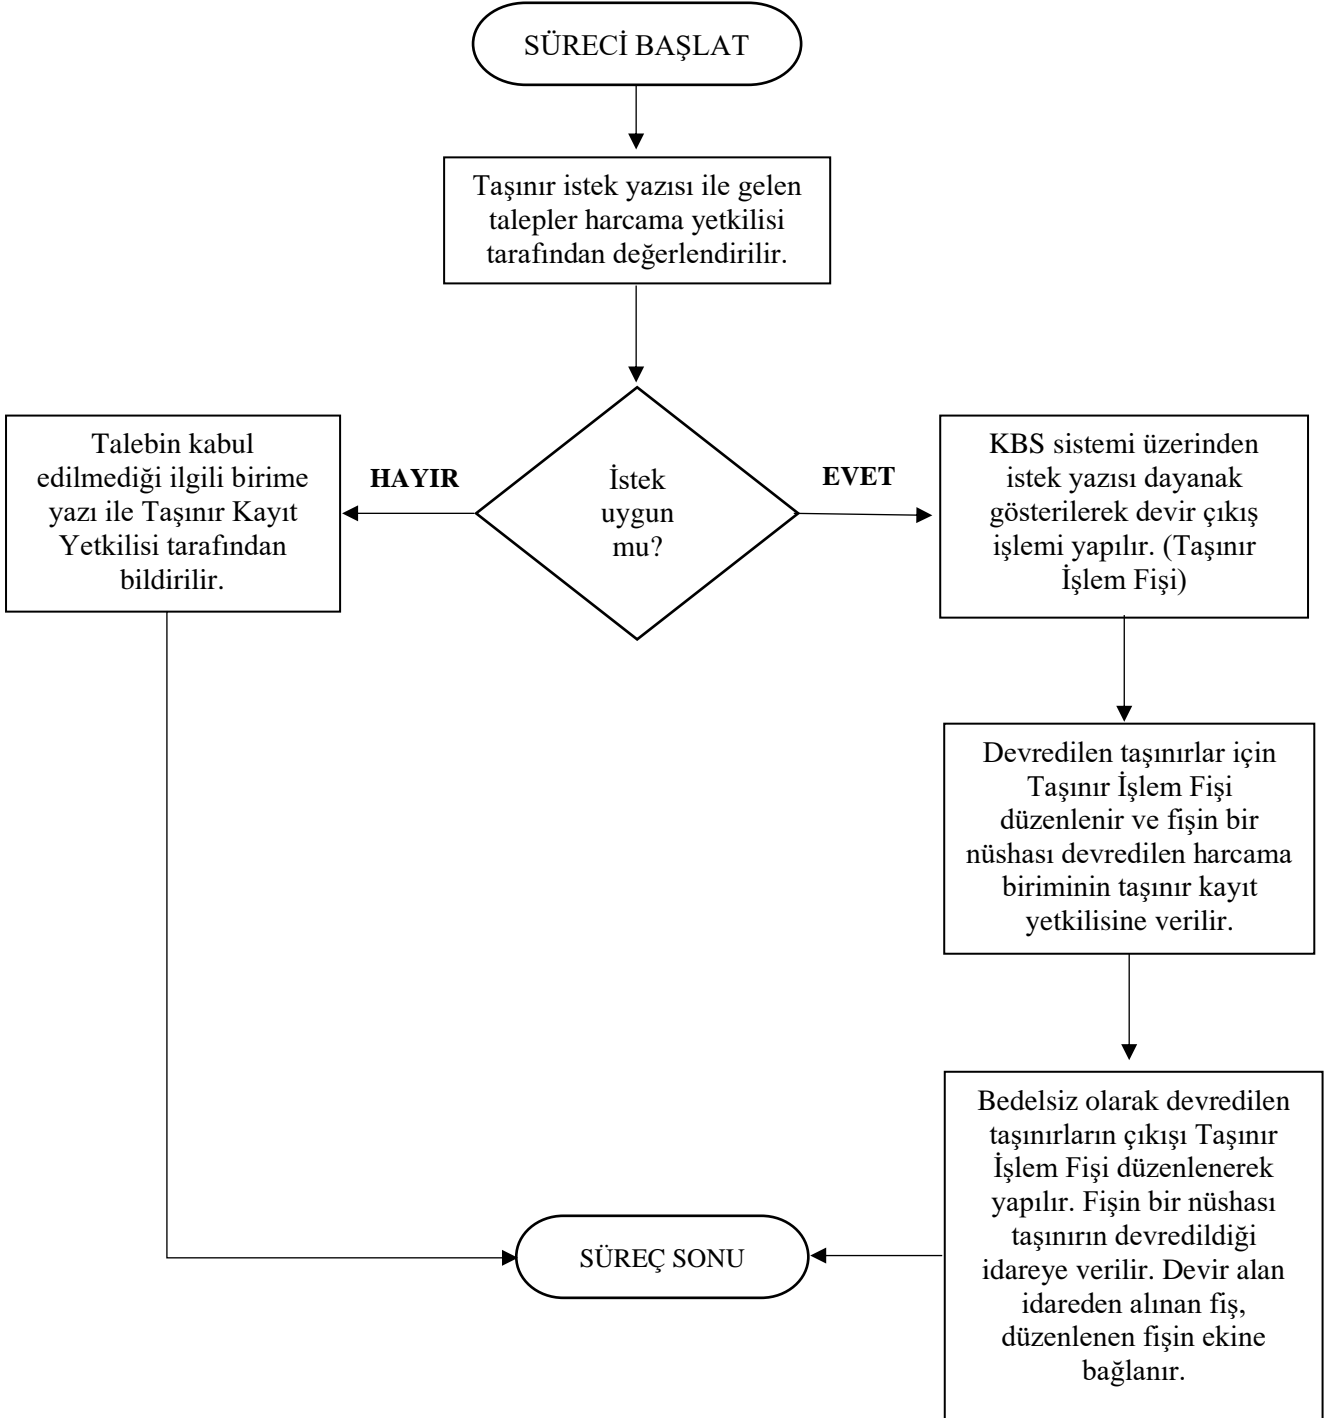 SÜRECİ BAŞLAT
Taşınır istek yazısı ile gelen
talepler harcama yetkilisi
tarafından değerlendirilir.
İstek
uygun
mu?
HAYIR
Talebin kabul
edilmediği ilgili birime
yazı ile Taşınır Kayıt
Yetkilisi tarafından
bildirilir.
EVET
KBS sistemi üzerinden
istek yazısı dayanak
gösterilerek devir çıkış
işlemi yapılır. (Taşınır
İşlem Fişi)
Devredilen taşınırlar için
Taşınır İşlem Fişi
düzenlenir ve fişin bir
nüshası devredilen harcama
biriminin taşınır kayıt
yetkilisine verilir.
Bedelsiz olarak devredilen
taşınırların çıkışı Taşınır
İşlem Fişi düzenlenerek
yapılır. Fişin bir nüshası
taşınırın devredildiği
idareye verilir. Devir alan
idareden alınan fiş,
düzenlenen fişin ekine
bağlanır.
SÜREÇ SONU